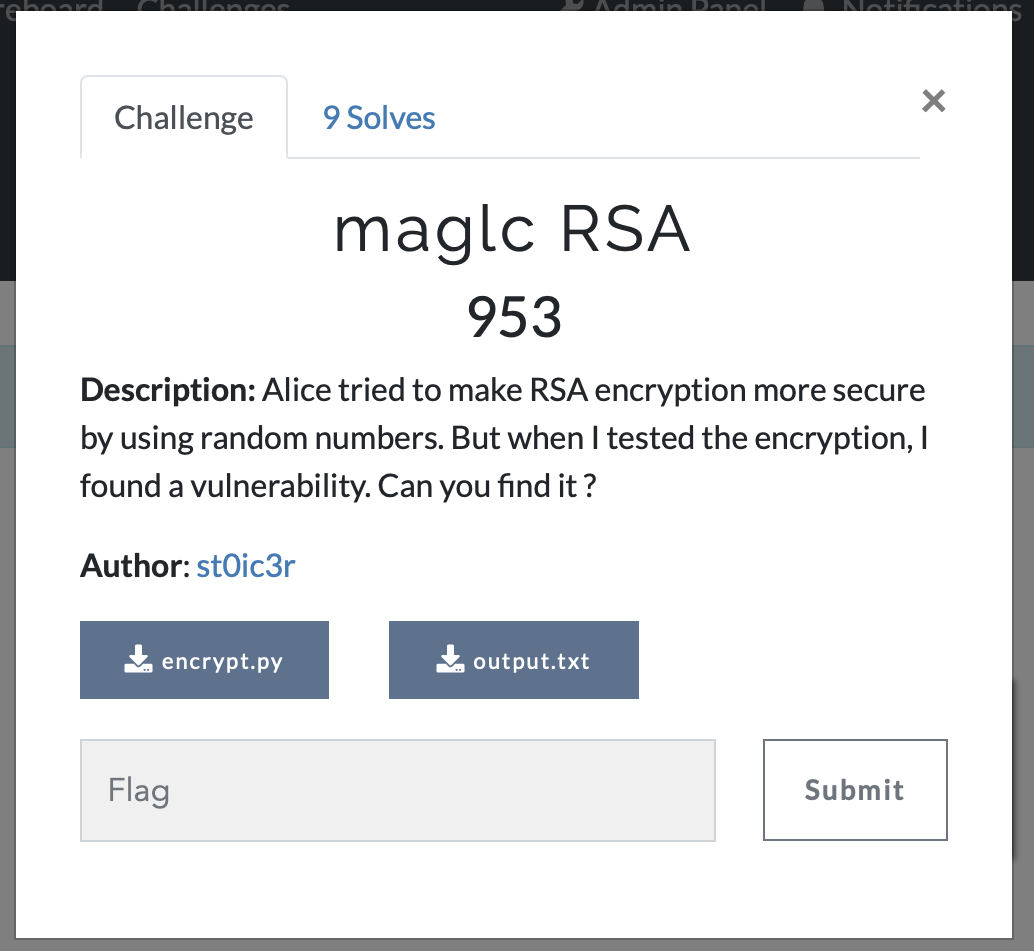 reboard Challenges Admin Panel Notifications
Challenge
9 Solves
×
maglc RSA
953
Description: Alice tried to make RSA encryption more secure
by using random numbers. But when I tested the encryption, I
found a vulnerability. Can you find it ?
Author: st0ic3r
encrypt.py
output.txt
Flag
Submit